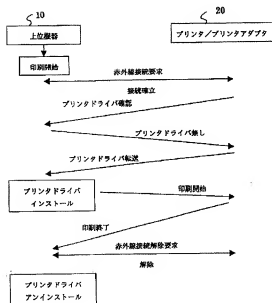 10
20
上位機器
プリンタ/プリンタアダプタ
印刷開始
赤外線接続要求
接続確立
プリンタドライバ確認
プリンタドライバ無し
プリンタドライバ転送
プリンタドライバ
インストール
印刷開始
印刷終了
赤外線接続解除要求
解除
プリンタドライバ
アンインストール